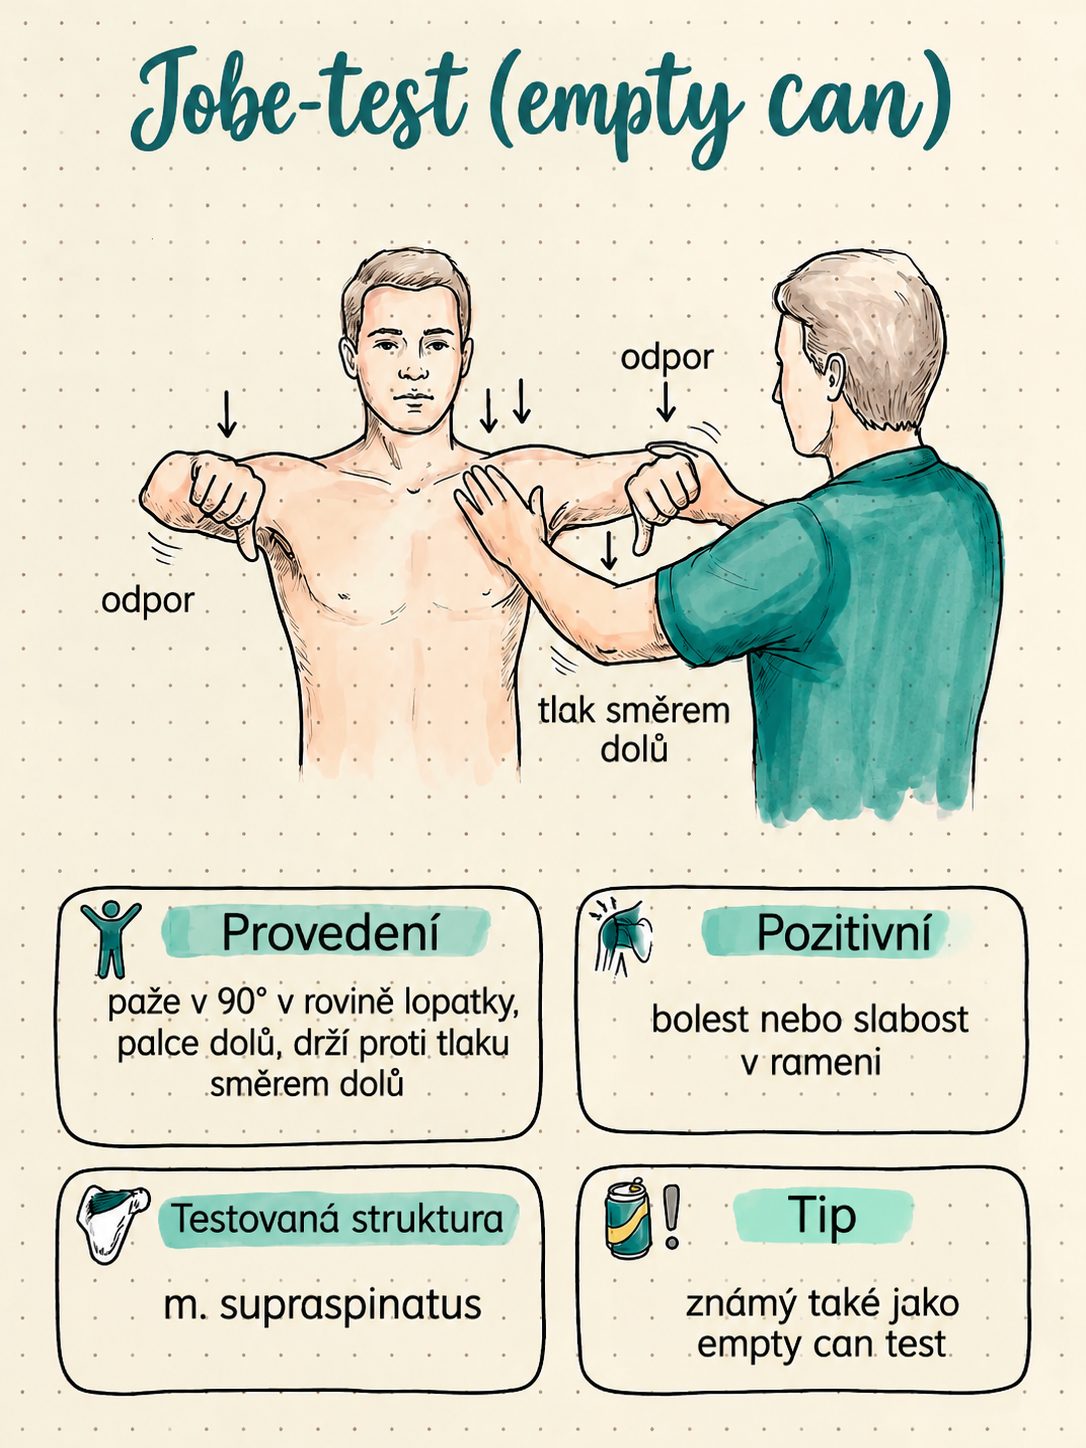 Jobe-test (empty can)
odpor
odpor
tlak směrem
dolů
Provedení
paže v 90° v rovině lopatky,
palce dolů, drží proti tlaku
směrem dolů
Pozitivní
bolest nebo slabost
v rameni
Testovaná struktura
m. supraspinatus
Tip
známý také jako
empty can test